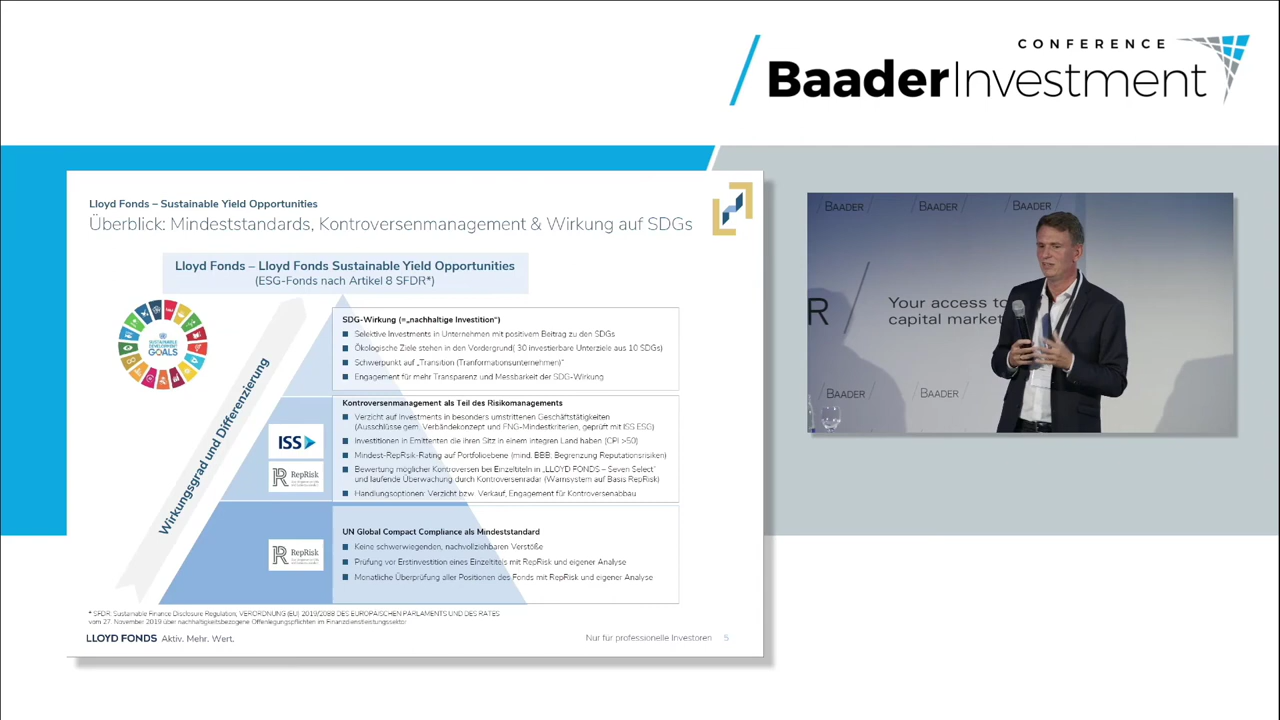 CONFERENCE
BaaderInvestment
Lloyd Fonds – Sustainable Yield Opportunities
Überblick: Mindeststandards, Kontroversenmanagement & Wirkung auf SDGs
Lloyd Fonds – Lloyd Fonds Sustainable Yield Opportunities
(ESG-Fonds nach Artikel 8 SFDR*)
SUSTAINABLE
DEVELOPMENT
GOALS
Wirkungsgrad und Differenzierung
SDG-Wirkung (=„nachhaltige Investition“)
Selektive Investments in Unternehmen mit positivem Beitrag zu den SDGs
Ökologische Ziele stehen in den Vordergrund( 30 investierbare Unterziele aus 10 SDGs)
Schwerpunkt auf „Transition (Tranformationsunternehmen)“
Engagement für mehr Transparenz und Messbarkeit der SDG-Wirkung
ISS
RepRisk
Kontroversenmanagement als Teil des Risikomanagements
Verzicht auf Investments in besonders umstrittenen Geschäftstätigkeiten
(Ausschlüsse gem. Verbändekonzept und FNG-Mindestkriterien, geprüft mit ISS ESG)
Investitionen in Emittenten die ihren Sitz in einem integren Land haben (CPI >50)
Mindest-RepRsik-Rating auf Portfolioebene (mind. BBB, Begrenzung Reputationsrisiken)
Bewertung möglicher Kontroversen bei Einzeltiteln in „LLOYD FONDS – Seven Select“
und laufende Überwachung durch Kontroversenradar (Warnsystem auf Basis RepRisk)
Handlungsoptionen: Verzicht bzw. Verkauf, Engagement für Kontroversenabbau
RepRisk
UN Global Compact Compliance als Mindeststandard
Keine schwerwiegenden, nachvollziehbaren Verstöße
Prüfung vor Erstinvestition eines Einzeltitels mit RepRisk und eigener Analyse
Monatliche Überprüfung aller Positionen des Fonds mit RepRisk und eigener Analyse
* SFDR: Sustainable Finance Disclosure Regulation; VERORDNUNG (EU) 2019/2088 DES EUROPÄISCHEN PARLAMENTS UND DES RATES
vom 27. November 2019 über nachhaltigkeitsbezogene Offenlegungspflichten im Finanzdienstleistungssektor
LLOYD FONDS Aktiv. Mehr. Wert.
Nur für professionelle Investoren 5
BAADER BAADER BAADER
R
Your access to
capital market
BAADER BAADER